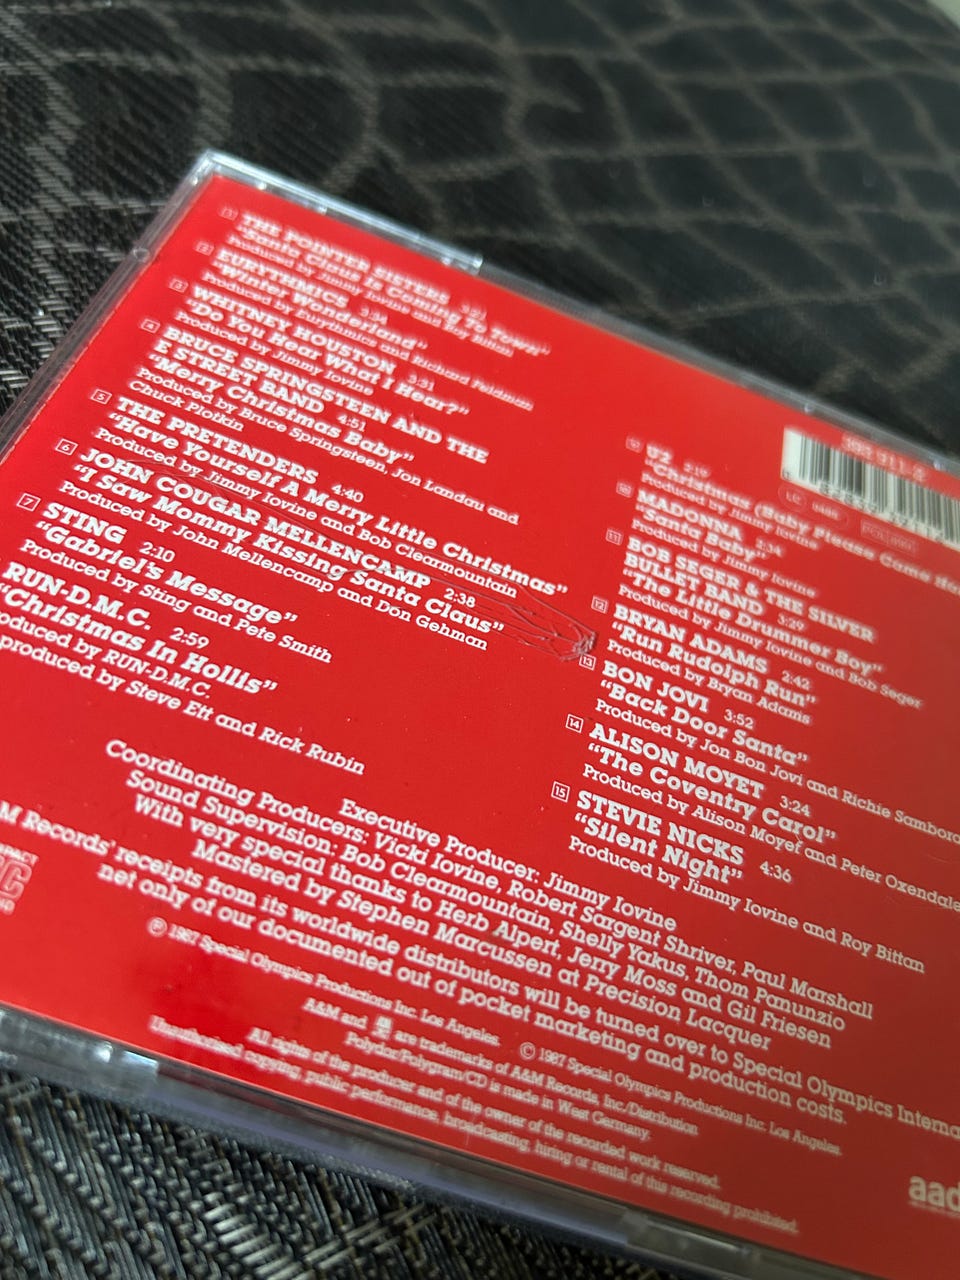 1 THE POINTER SISTERS 3:21
"Santa Claus Is Coming To Town"
Produced by Jimmy Iovine and Roy Bittan
2 EURYTHMICS 3:34
"Winter Wonderland"
Produced by Eurythmics and Richard Feldman
3 WHITNEY HOUSTON 3:31
"Do You Hear What I Hear?"
Produced by Jimmy Iovine
4 BRUCE SPRINGSTEEN AND THE
E STREET BAND 4:51
"Merry Christmas Baby"
Produced by Bruce Springsteen, Jon Landau and
Chuck Plotkin
5 THE PRETENDERS 4:40
"Have Yourself A Merry Little Christmas"
Produced by Jimmy Iovine and Bob Clearmountain
6 JOHN COUGAR MELLENCAMP 2:38
"I Saw Mommy Kissing Santa Claus"
Produced by John Mellencamp and Don Gehman
7 STING 2:10
"Gabriel's Message"
Produced by Sting and Pete Smith
RUN-D.M.C. 2:59
"Christmas In Hollis"
oduced by RUN-D.M.C.
produced by Steve Ett and Rick Rubin
9 U2 5:19
"Christmas (Baby Please Come Ho
Produced by Jimmy Iovine
10 MADONNA 2:34
"Santa Baby"
Produced by Jimmy Iovine
11 BOB SEGER & THE SILVER
BULLET BAND 3:29
"The Little Drummer Boy"
Produced by Jimmy Iovine and Bob Seger
12 BRYAN ADAMS 2:42
"Run Rudolph Run"
Produced by Bryan Adams
13 BON JOVI 3:52
"Back Door Santa"
Produced by Jon Bon Jovi and Richie Sambora
14 ALISON MOYET 3:24
"The Coventry Carol"
Produced by Alison Moyet and Peter Oxendale
15 STEVIE NICKS 4:36
"Silent Night"
Produced by Jimmy Iovine and Roy Bittan
Executive Producer: Jimmy Iovine
Coordinating Producers: Vicki Iovine, Robert Sargent Shriver, Paul Marshall
Sound Supervision: Bob Clearmountain, Shelly Yakus, Thom Panunzio
With very special thanks to Herb Alpert, Jerry Moss and Gil Friesen
Mastered by Stephen Marcussen at Precision Lacquer
M Records' receipts from its worldwide distributors will be turned over to Special Olympics Interna
net only of our documented out of pocket marketing and production costs.
℗ 1987 Special Olympics Productions Inc. Los Angeles. © 1987 Special Olympics Productions Inc. Los Angeles.
A&M and are trademarks of A&M Records, Inc./Distribution
Polydor/Polygram/CD is made in West Germany.
All rights of the producer and of the owner of the recorded work reserved.
Unauthorised copying, public performance, broadcasting, hiring or rental of this recording prohibited.
aad